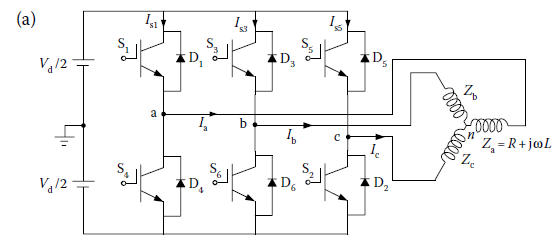 (a)
I_s1 I_s3 I_s5
S_1 S_3 S_5
V_d/2 D_1 D_3 D_5
Z_b
a I_a b I_b c I_c
n Z_a = R + jωL
Z_c
S_4 S_6 S_2
V_d/2 D_4 D_6 D_2